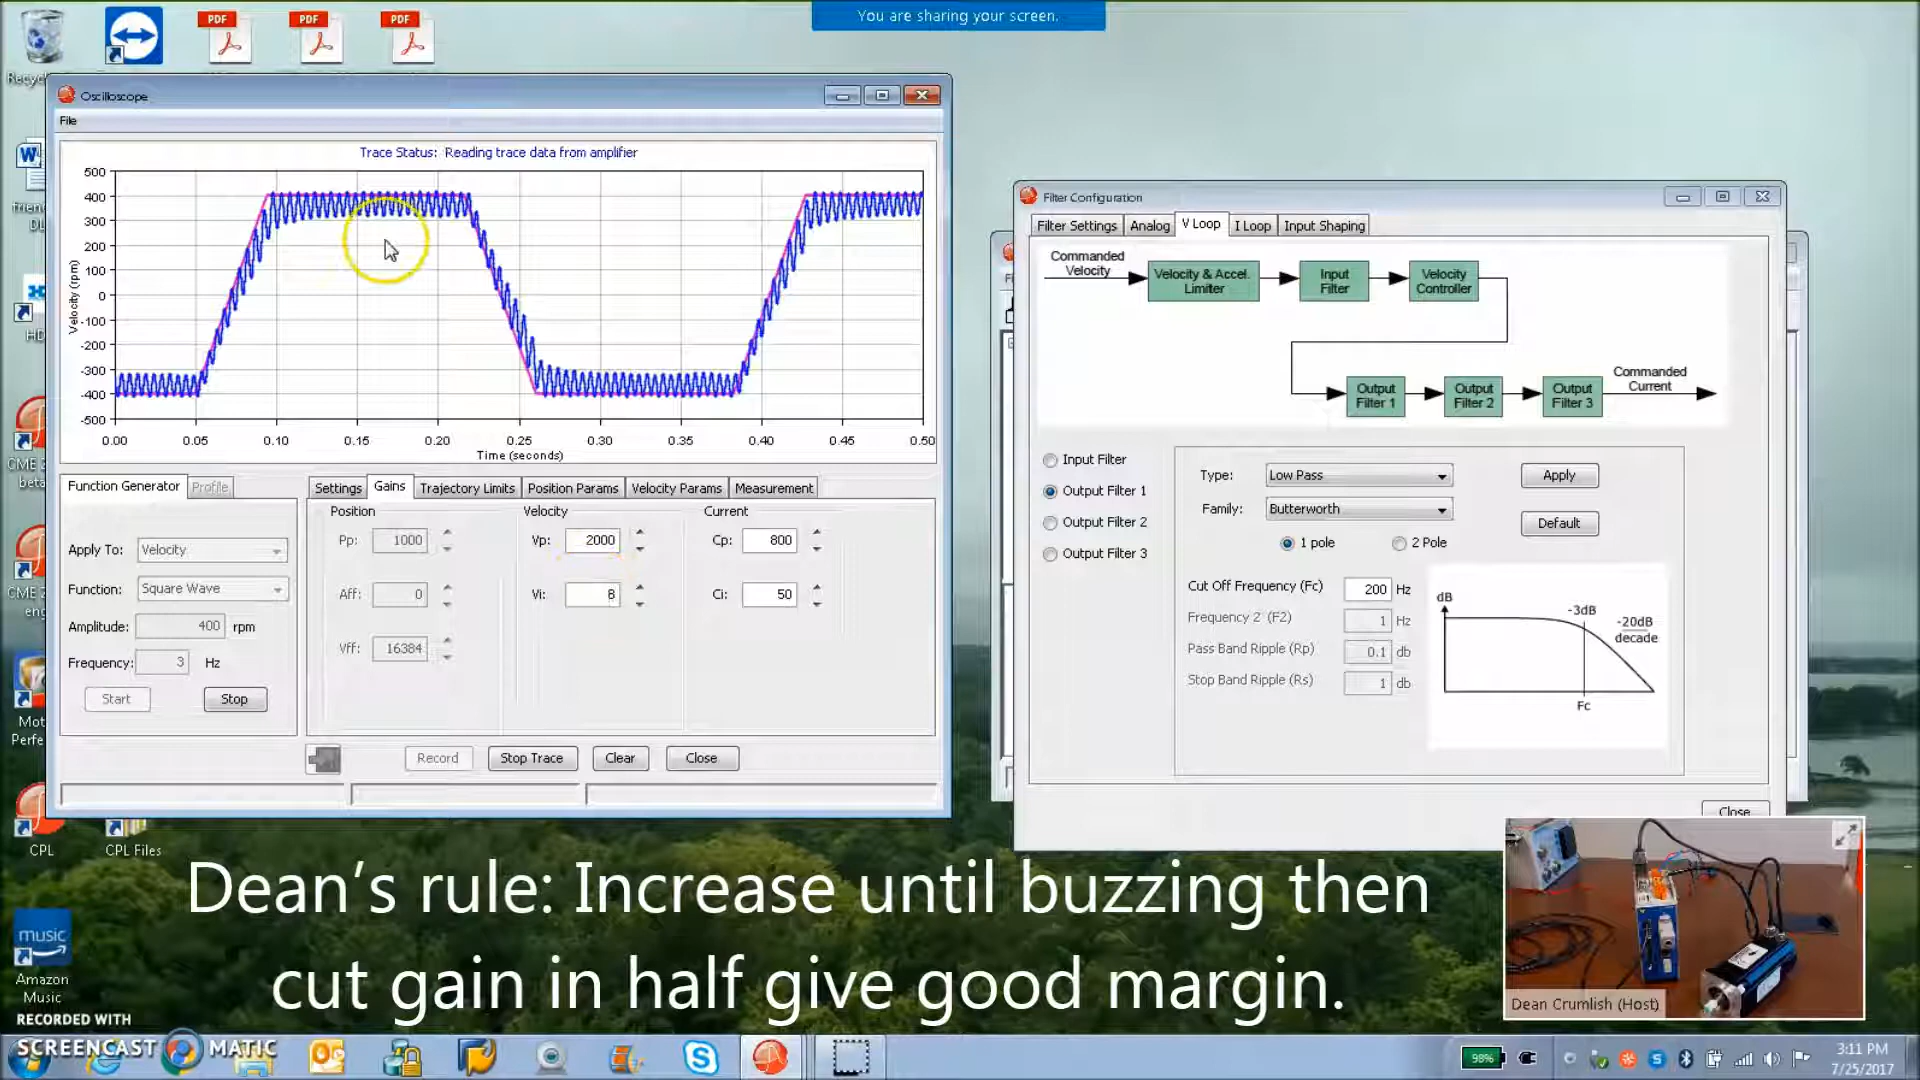 You are sharing your screen.
PDF
PDF
PDF
Oscilloscope
File
Trace Status: Reading trace data from amplifier
500
400
300
200
100
0
-100
-200
-300
-400
-500
Velocity (rpm)
0.00 0.05 0.10 0.15 0.20 0.25 0.30 0.35 0.40 0.45 0.50
Time (seconds)
Function Generator Profile
Settings Gains Trajectory Limits Position Params Velocity Params Measurement
Apply To: Velocity
Function: Square Wave
Amplitude: 400 rpm
Frequency: 3 Hz
Start Stop
Position Velocity Current
Pp: 1000 Vp: 2000 Cp: 800
Aff: 0 Vi: 8 Ci: 50
Vff: 16384
Record Stop Trace Clear Close
Filter Configuration
Filter Settings Analog V Loop I Loop Input Shaping
Commanded
Velocity
Velocity & Accel.
Limiter
Input
Filter
Velocity
Controller
Output
Filter 1
Output
Filter 2
Output
Filter 3
Commanded
Current
Input Filter
Output Filter 1
Output Filter 2
Output Filter 3
Type: Low Pass Apply
Family: Butterworth Default
1 pole 2 Pole
Cut Off Frequency (Fc) 200 Hz
Frequency 2 (F2) 1 Hz
Pass Band Ripple (Rp) 0.1 db
Stop Band Ripple (Rs) 1 db
dB
-3dB
-20dB
decade
Fc
Close
CPL
CPL Files
Dean's rule: Increase until buzzing then
cut gain in half give good margin.
Dean Crumlish (Host)
music
Amazon
Music
RECORDED WITH
SCREENCAST MATIC
98%
3:11 PM
7/25/2017